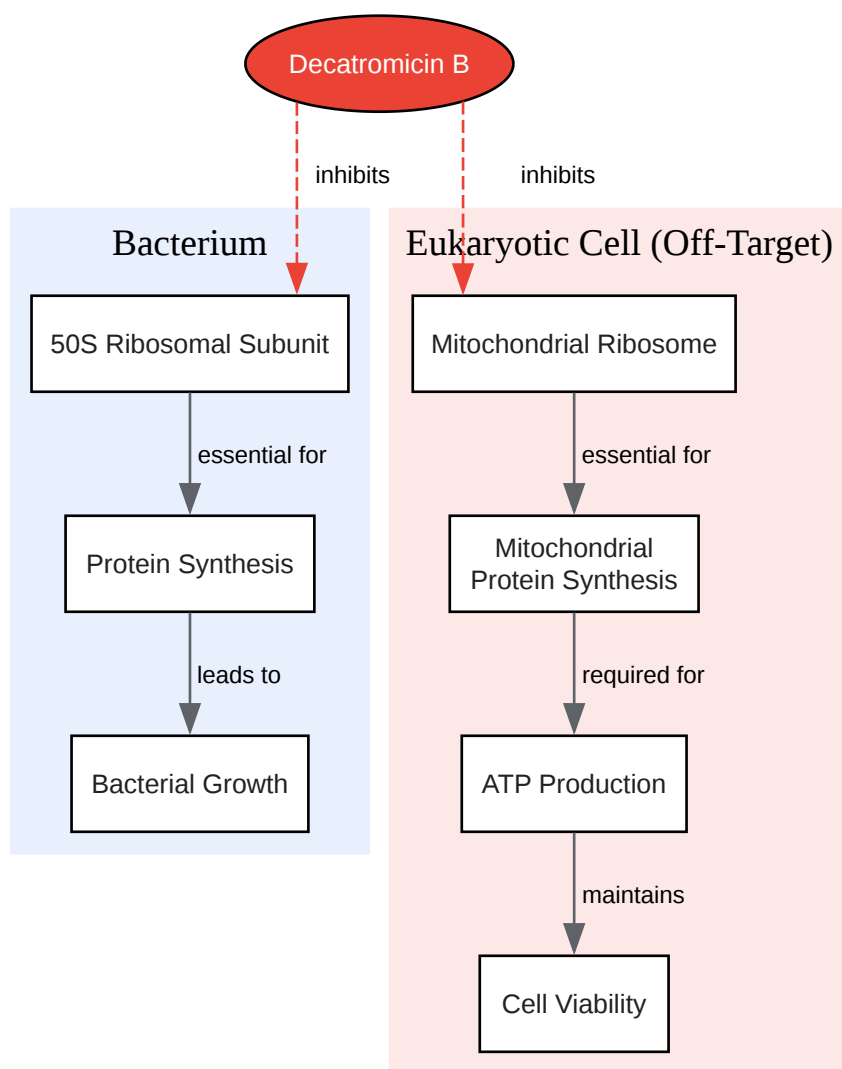 Decatromicin B
inhibits
inhibits
Bacterium
50S Ribosomal Subunit
essential for
Protein Synthesis
leads to
Bacterial Growth
Eukaryotic Cell (Off-Target)
Mitochondrial Ribosome
essential for
Mitochondrial
Protein Synthesis
required for
ATP Production
maintains
Cell Viability